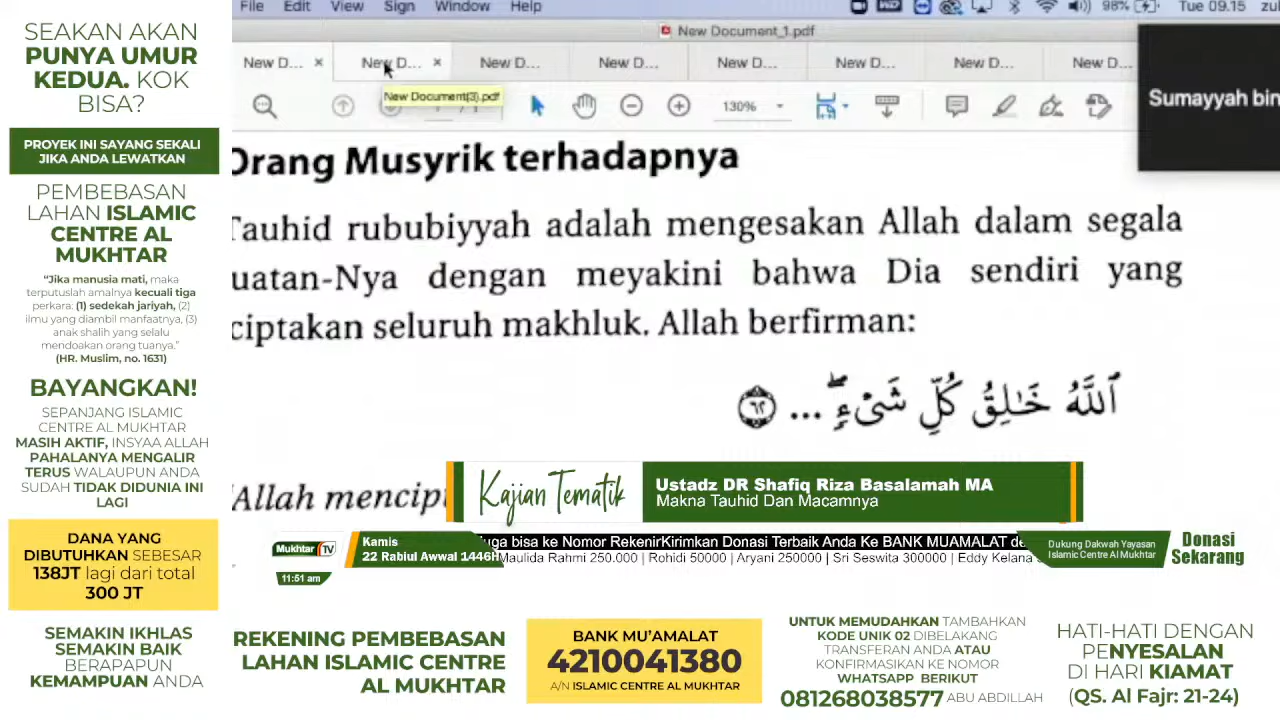 SEAKAN AKAN
PUNYA UMUR
KEDUA. KOK
BISA?
PROYEK INI SAYANG SEKALI
JIKA ANDA LEWATKAN
PEMBEBASAN
LAHAN ISLAMIC
CENTRE AL
MUKHTAR
“Jika manusia mati, maka
terputuslah amalnya kecuali tiga
perkara: (1) sedekah jariyah, (2)
ilmu yang diambil manfaatnya, (3)
anak shalih yang selalu
mendoakan orang tuanya.”
(HR. Muslim, no. 1631)
BAYANGKAN!
SEPANJANG ISLAMIC
CENTRE AL MUKHTAR
MASIH AKTIF, INSYAA ALLAH
PAHALANYA MENGALIR
TERUS WALAUPUN ANDA
SUDAH TIDAK DIDUNIA INI
LAGI
DANA YANG
DIBUTUHKAN SEBESAR
138JT lagi dari total
300 JT
SEMAKIN IKHLAS
SEMAKIN BAIK
BERAPAPUN
KEMAMPUAN ANDA
File Edit View Sign Window Help 98% Tue 09.15 zul
New Document_1.pdf
New D... New D... New D... New D... New D... New D... New D... New D...
New Document(3).pdf
130%
Sumayyah bin
Orang Musyrik terhadapnya
Tauhid rububiyyah adalah mengesakan Allah dalam segala
uatan-Nya dengan meyakini bahwa Dia sendiri yang
ciptakan seluruh makhluk. Allah berfirman:
ٱللَّهُ خَـٰلِقُ كُلِّ شَىْءٍۢ ۖ ... ٦٢
"Allah mencipt
Kajian Tematik
Ustadz DR Shafiq Riza Basalamah MA
Makna Tauhid Dan Macamnya
Mukhtar TV
Kamis
22 Rabiul Awwal 1446H
11:51 am
uga bisa ke Nomor RekenirKirimkan Donasi Terbaik Anda Ke BANK MUAMALAT de
Maulida Rahmi 250.000 | Rohidi 50000 | Aryani 250000 | Sri Seswita 300000 | Eddy Kelana
Dukung Dakwah Yayasan
Islamic Centre Al Mukhtar
Donasi
Sekarang
REKENING PEMBEBASAN
LAHAN ISLAMIC CENTRE
AL MUKHTAR
BANK MU’AMALAT
4210041380
A/N ISLAMIC CENTRE AL MUKHTAR
UNTUK MEMUDAHKAN TAMBAHKAN
KODE UNIK 02 DIBELAKANG
TRANSFERAN ANDA ATAU
KONFIRMASIKAN KE NOMOR
WHATSAPP BERIKUT
081268038577 ABU ABDILLAH
HATI-HATI DENGAN
PENYESALAN
DI HARI KIAMAT
(QS. Al Fajr: 21-24)